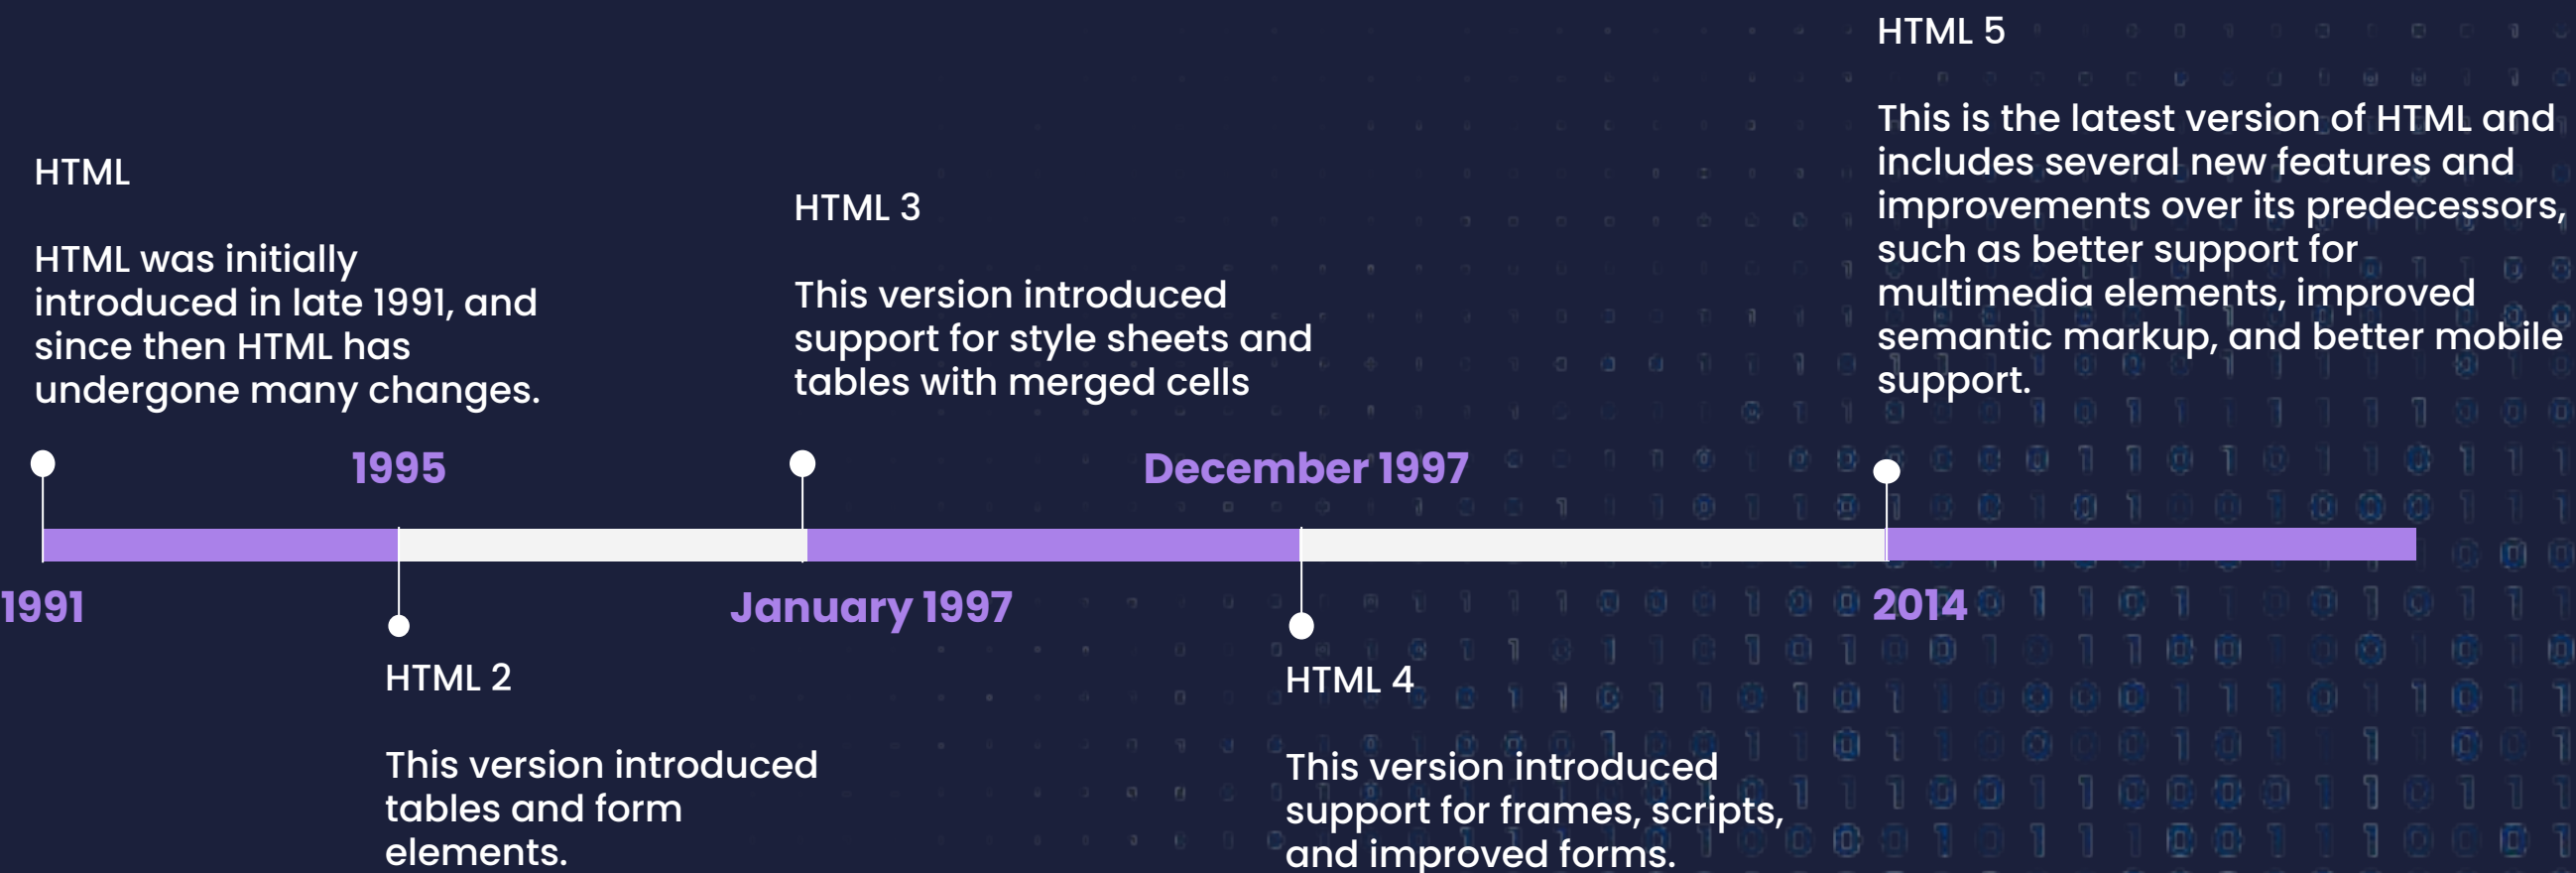 HTML
HTML was initially
introduced in late 1991, and
since then HTML has
undergone many changes.
1991
1995
HTML 2
This version introduced
tables and form
elements.
HTML 3
This version introduced
support for style sheets and
tables with merged cells
January 1997
December 1997
HTML 4
This version introduced
support for frames, scripts,
and improved forms.
HTML 5
This is the latest version of HTML and
includes several new features and
improvements over its predecessors,
such as better support for
multimedia elements, improved
semantic markup, and better mobile
support.
2014